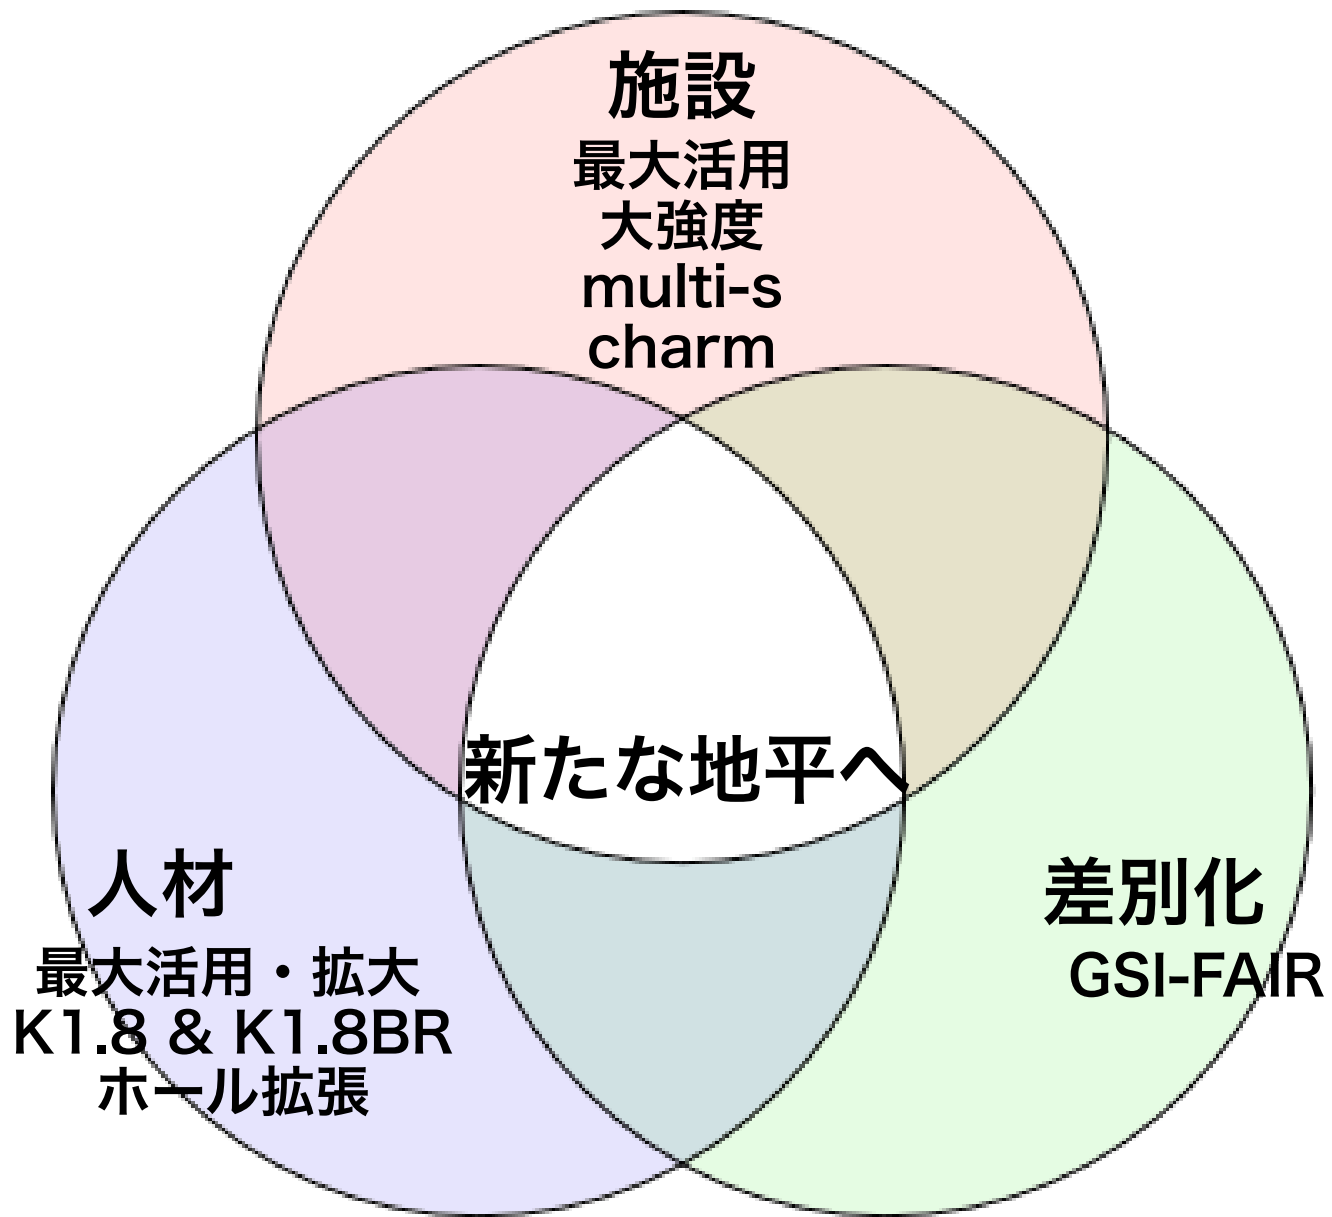 施設
最大活用
大強度
multi-s
charm
新たな地平へ
人材
最大活用・拡大
K1.8 & K1.8BR
ホール拡張
差別化
GSI-FAIR